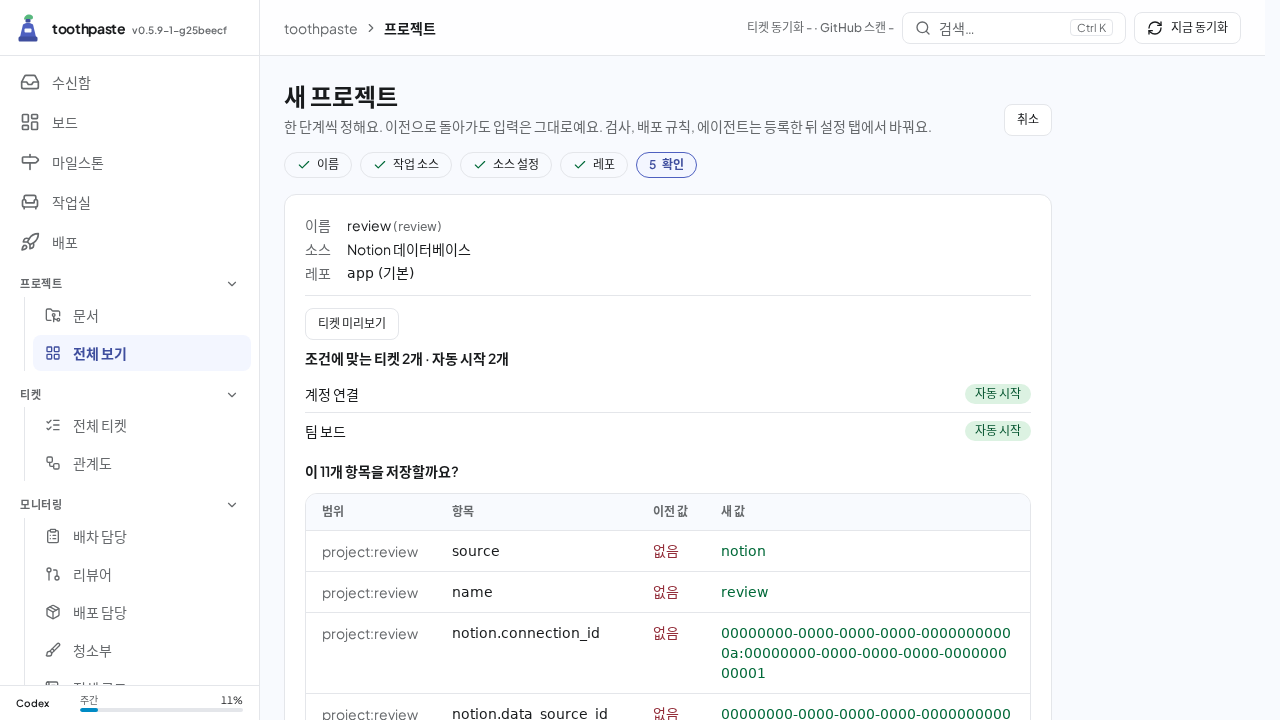 toothpaste v0.5.9-1-g25beecf
toothpaste > 프로젝트
티켓 동기화 - · GitHub 스캔 -
검색... Ctrl K
지금 동기화
수신함
보드
마일스톤
작업실
배포
프로젝트
문서
전체 보기
티켓
전체 티켓
관계도
모니터링
배차 담당
리뷰어
배포 담당
청소부
Codex 주간 11%
새 프로젝트
한 단계씩 정해요. 이전으로 돌아가도 입력은 그대로예요. 검사, 배포 규칙, 에이전트는 등록한 뒤 설정 탭에서 바꿔요.
취소
이름 작업 소스 소스 설정 레포 5 확인
이름 review (review)
소스 Notion 데이터베이스
레포 app (기본)
티켓 미리보기
조건에 맞는 티켓 2개 · 자동 시작 2개
계정 연결 자동 시작
팀 보드 자동 시작
이 11개 항목을 저장할까요?
범위 항목 이전 값 새 값
project:review source 없음 notion
project:review name 없음 review
project:review notion.connection_id 없음 00000000-0000-0000-0000-0000000000
0a:00000000-0000-0000-0000-0000000
00001
project:review notion.data_source_id 없음 00000000-0000-0000-0000-0000000000